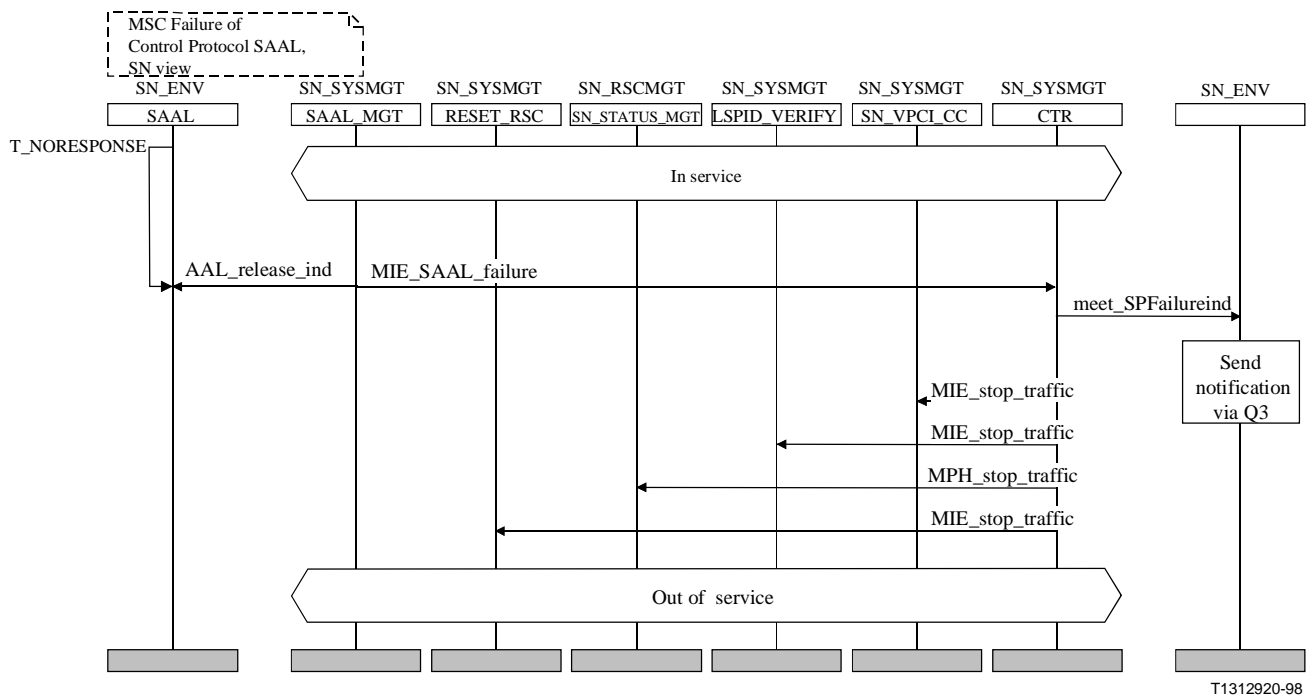 MSC Failure of
Control Protocol SAAL,
SN view
SN_ENV
SN_SYSMGT
SN_SYSMGT
SN_RSCMGT
SN_SYSMGT
SN_SYSMGT
SN_SYSMGT
SN_ENV
SAAL
SAAL_MGT
RESET_RSC
SN_STATUS_MGT
LSPID_VERIFY
SN_VPCI_CC
CTR
T_NORESPONSE
In service
AAL_release_ind
MIE_SAAL_failure
meet_SPFailureind
Send
notification
via Q3
MIE_stop_traffic
MIE_stop_traffic
MPH_stop_traffic
MIE_stop_traffic
Out of service
T1312920-98